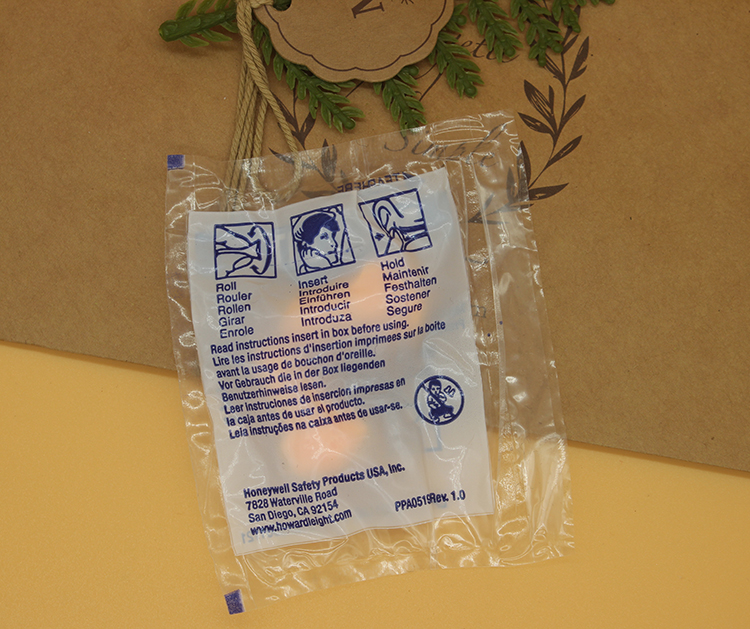 N
Simple
Roll
Rouler
Rollen
Girar
Enrole
Insert
Introduire
Einführen
Introducir
Introduza
Hold
Maintenir
Festhalten
Sostener
Segure
Read instructions insert in box before using.
Lire les instructions d'insertion imprimees sur la boite
avant la usage de bouchon d'oreille.
Vor Gebrauch die in der Box liegenden
Benutzerhinweise lesen.
Leer instruciones de insercion impresas en
la caja antes de usar el producto.
Leia instruções na caixa antes de usar-se.
Honeywell Safety Products USA, Inc.
7828 Waterville Road
San Diego, CA 92154
www.howardleight.com
PPA0519Rev. 1.0